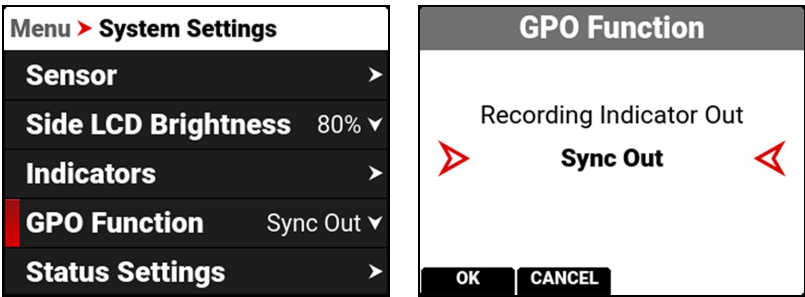 Menu System Settings
Sensor
Side LCD Brightness 80%
Indicators
GPO Function Sync Out
Status Settings
GPO Function
Recording Indicator Out
Sync Out
OK CANCEL